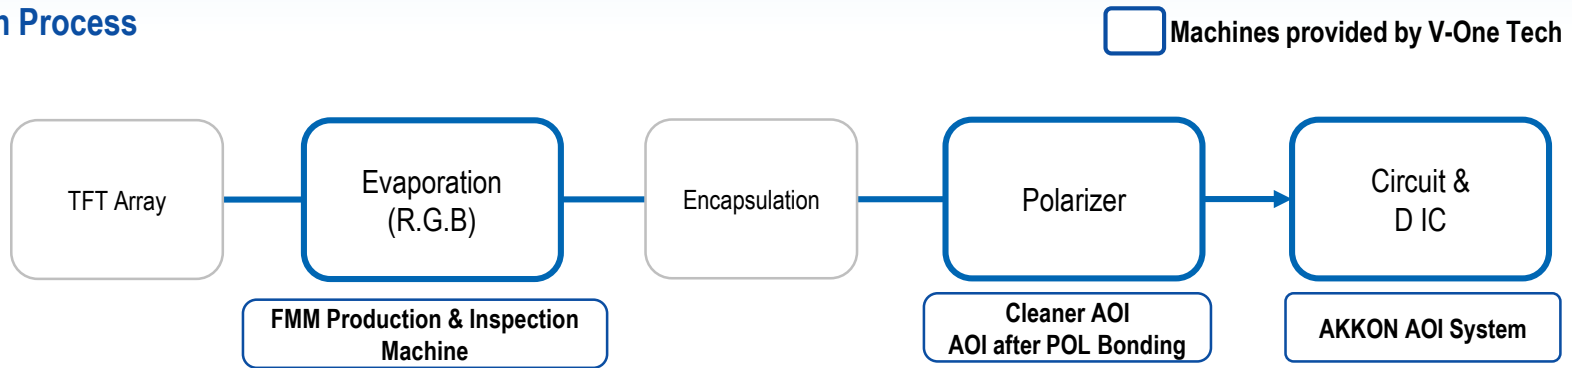 Process
Machines provided by V-One Tech
TFT Array
Evaporation
(R.G.B)
Encapsulation
Polarizer
Circuit &
D IC
FMM Production & Inspection
Machine
Cleaner AOI
AOI after POL Bonding
AKKON AOI System